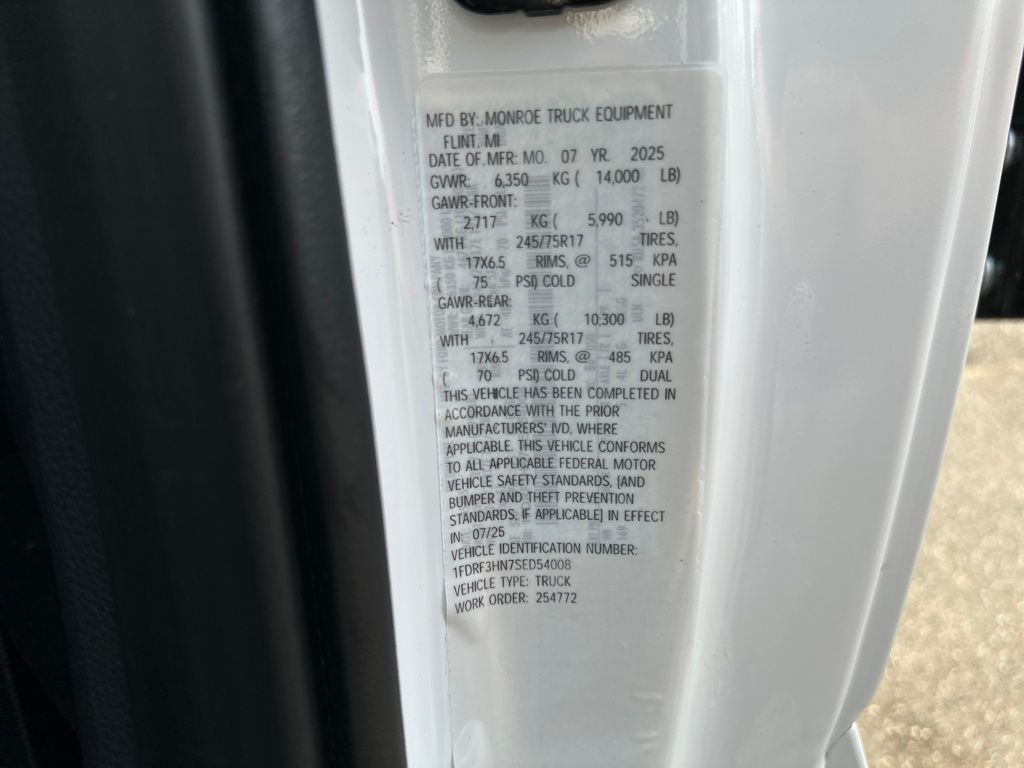 MFD BY: MONROE TRUCK EQUIPMENT
FLINT, MI
DATE OF MFR: MO. 07 YR. 2025
GVWR: 6,350 KG ( 14,000 LB)
GAWR-FRONT:
2,717 KG ( 5,990 LB)
WITH 245/75R17 TIRES,
17X6.5 RIMS, @ 515 KPA
( 75 PSI) COLD SINGLE
GAWR-REAR:
4,672 KG ( 10,300 LB)
WITH 245/75R17 TIRES,
17X6.5 RIMS, @ 485 KPA
( 70 PSI) COLD DUAL
THIS VEHICLE HAS BEEN COMPLETED IN
ACCORDANCE WITH THE PRIOR
MANUFACTURERS' IVD, WHERE
APPLICABLE. THIS VEHICLE CONFORMS
TO ALL APPLICABLE FEDERAL MOTOR
VEHICLE SAFETY STANDARDS, [AND
BUMPER AND THEFT PREVENTION
STANDARDS, IF APPLICABLE] IN EFFECT
IN: 07/25
VEHICLE IDENTIFICATION NUMBER:
1FDRF3HN7SED54008
VEHICLE TYPE: TRUCK
WORK ORDER: 254772